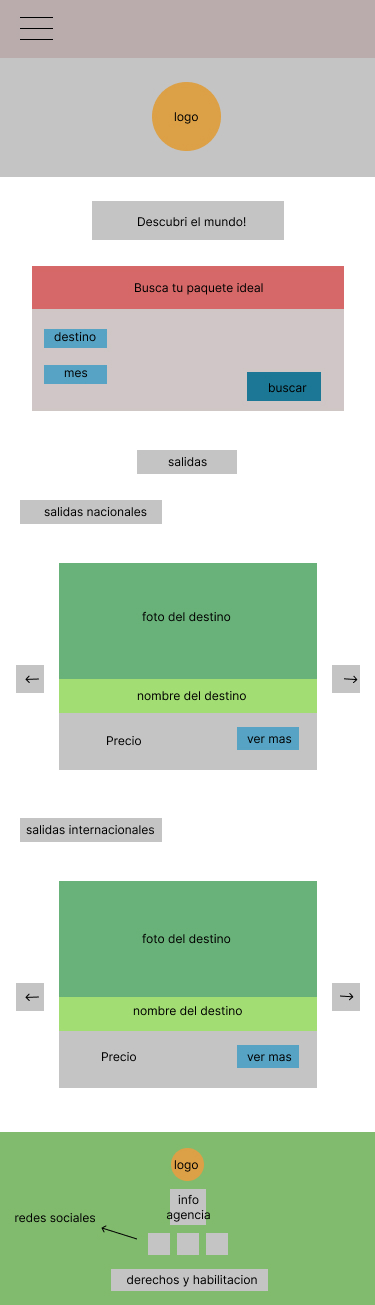 logo
Descubri el mundo!
Busca tu paquete ideal
destino
mes
buscar
salidas
salidas nacionales
foto del destino
nombre del destino
Precio
ver mas
salidas internacionales
foto del destino
nombre del destino
Precio
ver mas
logo
info
agencia
redes sociales
derechos y habilitacion